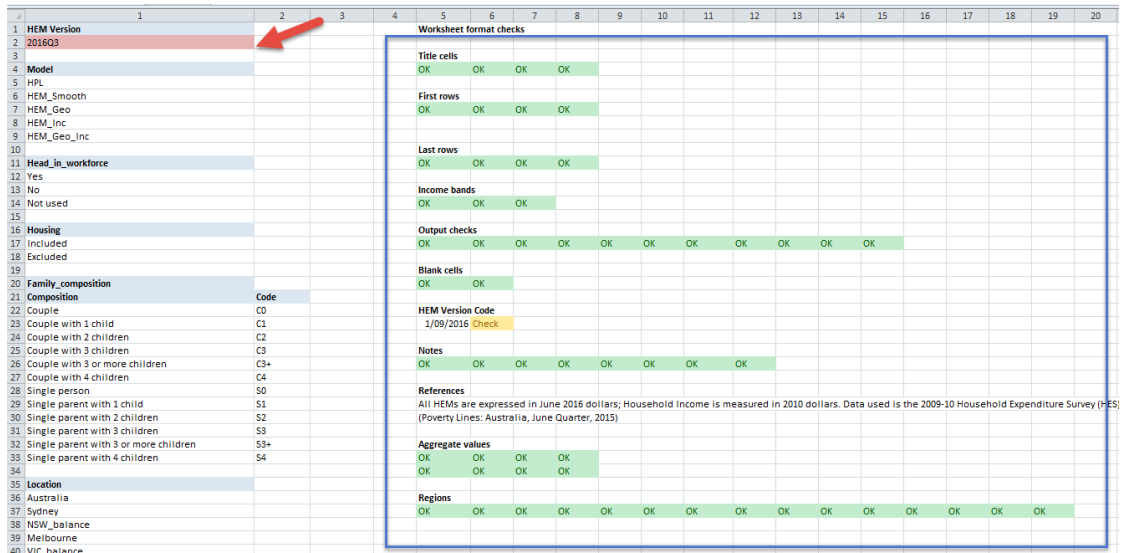 1 2 3 4 5 6 7 8 9 10 11 12 13 14 15 16 17 18 19 20
1 HEM Version Worksheet format checks
2 2016Q3
3 Title cells
4 Model OK OK OK OK
5 HPL
6 HEM_Smooth First rows
7 HEM_Geo OK OK OK OK
8 HEM_Inc
9 HEM_Geo_Inc
10 Last rows
11 Head_in_workforce OK OK OK OK
12 Yes
13 No Income bands
14 Not used OK OK OK
15
16 Housing Output checks
17 Included OK OK OK OK OK OK OK OK OK OK OK
18 Excluded
19 Blank cells
20 Family_composition OK OK
21 Composition Code
22 Couple C0 HEM Version Code
23 Couple with 1 child C1 1/09/2016 Check
24 Couple with 2 children C2
25 Couple with 3 children C3 Notes
26 Couple with 3 or more children C3+ OK OK OK OK OK OK OK OK
27 Couple with 4 children C4
28 Single person S0 References
29 Single parent with 1 child S1 All HEMs are expressed in June 2016 dollars; Household Income is measured in 2010 dollars. Data used is the 2009-10 Household Expenditure Survey (HES)
30 Single parent with 2 children S2 (Poverty Lines: Australia, June Quarter, 2015)
31 Single parent with 3 children S3
32 Single parent with 3 or more children S3+ Aggregate values
33 Single parent with 4 children S4 OK OK OK OK
34 OK OK OK OK
35 Location
36 Australia Regions
37 Sydney OK OK OK OK OK OK OK OK OK OK OK OK OK OK OK
38 NSW_balance
39 Melbourne
40 VIC_balance